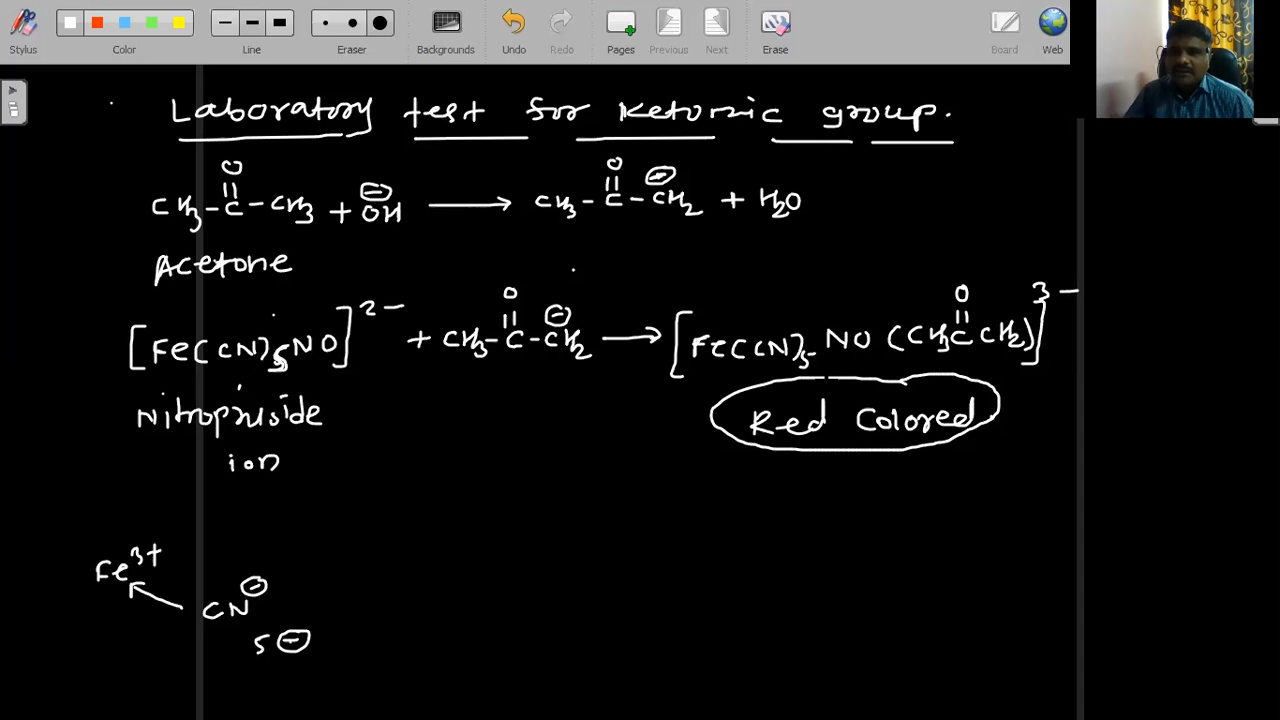 Stylus Color Line Eraser Backgrounds Undo Redo Pages Previous Next Erase Board Web
Laboratory test for Ketonic group.
O O ⊖
CH3 - C - CH3 + ⊖OH ⟶ CH3 - C - CH2 + H2O
Acetone
[Fe(CN)5NO]2- + CH3 - C(=O) - CH2⊖ ⟶ [Fe(CN)5 NO (CH3C(=O)CH2)]3-
Nitropruside
Red Colored
ion
Fe3+
CN⊖
5⊖